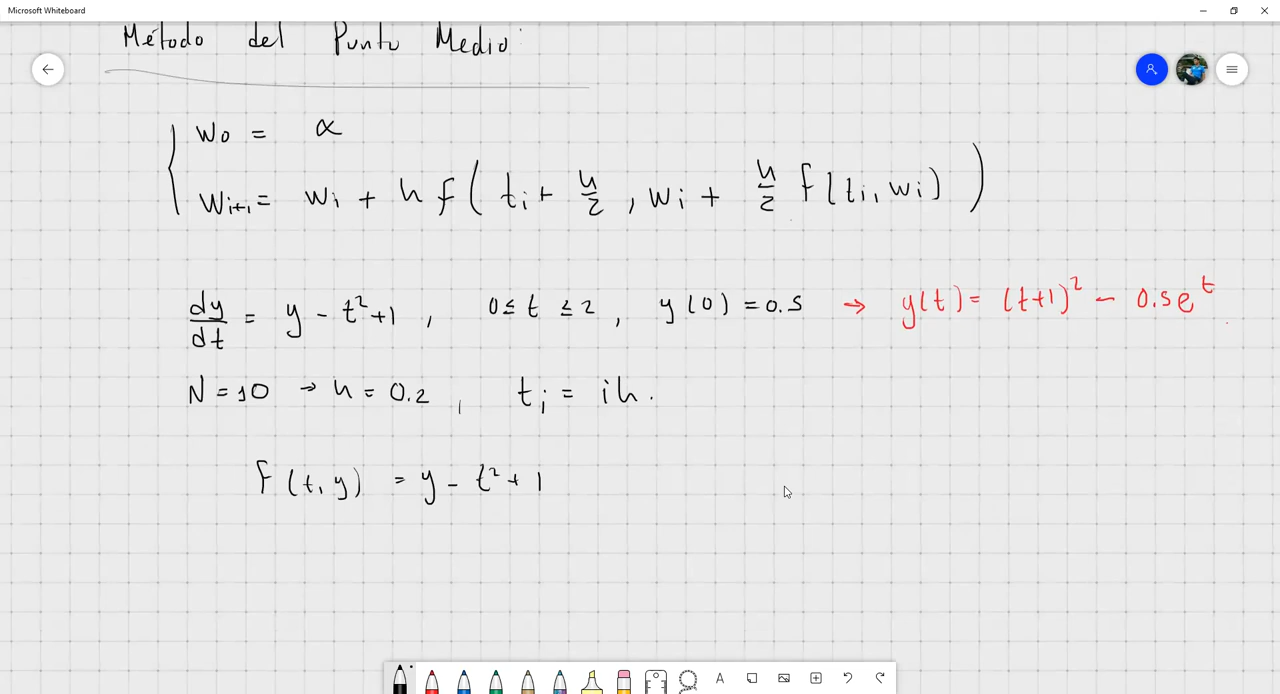 Microsoft Whiteboard
Método del Punto Medio:
w₀ = α
wᵢ₊₁ = wᵢ + h f( tᵢ + h/2 , wᵢ + h/2 f(tᵢ, wᵢ) )
dy/dt = y - t² + 1 , 0 ≤ t ≤ 2 , y(0) = 0.5 → y(t) = (t+1)² - 0.5eᵗ
N = 10 → h = 0.2 , tᵢ = ih.
f(t, y) = y - t² + 1
A